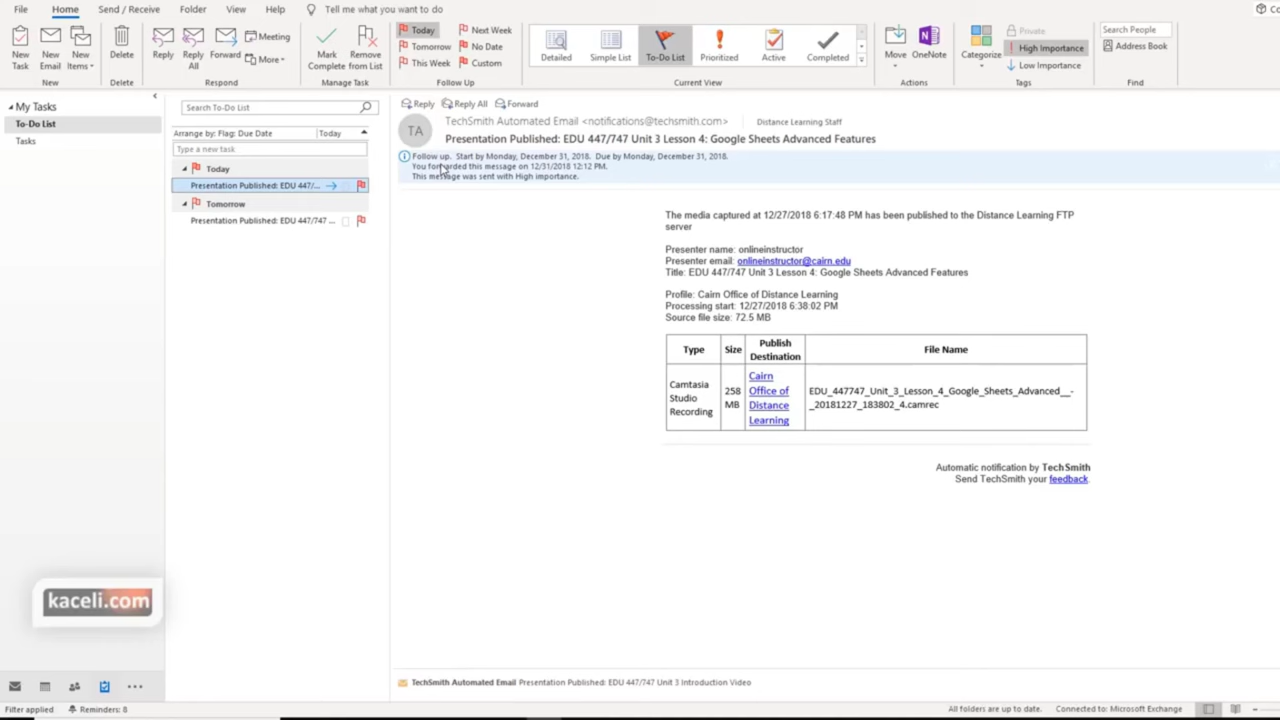 File Home Send / Receive Folder View Help Tell me what you want to do
New Task
New Email
New Items
New
Delete
Delete
Reply
Reply All
Forward
Meeting
More
Respond
Mark Complete
Remove from List
Manage Task
Today
Tomorrow
This Week
Next Week
No Date
Custom
Follow Up
Detailed
Simple List
To-Do List
Prioritized
Active
Completed
Current View
Move
OneNote
Actions
Categorize
Private
High Importance
Low Importance
Tags
Search People
Address Book
Find
My Tasks
To-Do List
Tasks
Search To-Do List
Arrange by: Flag: Due Date Today
Type a new task
Today
Presentation Published: EDU 447/...
Tomorrow
Presentation Published: EDU 447/747 ...
Reply Reply All Forward
TA
TechSmith Automated Email <notifications@techsmith.com> Distance Learning Staff
Presentation Published: EDU 447/747 Unit 3 Lesson 4: Google Sheets Advanced Features
Follow up. Start by Monday, December 31, 2018. Due by Monday, December 31, 2018.
You forwarded this message on 12/31/2018 12:12 PM.
This message was sent with High importance.
The media captured at 12/27/2018 6:17:48 PM has been published to the Distance Learning FTP
server
Presenter name: onlineinstructor
Presenter email: onlineinstructor@cairn.edu
Title: EDU 447/747 Unit 3 Lesson 4: Google Sheets Advanced Features
Profile: Cairn Office of Distance Learning
Processing start: 12/27/2018 6:38:02 PM
Source file size: 72.5 MB
Type
Size
Publish
Destination
File Name
Camtasia
Studio
Recording
258
MB
Cairn
Office of
Distance
Learning
EDU_447747_Unit_3_Lesson_4_Google_Sheets_Advanced__-
_20181227_183802_4.camrec
Automatic notification by TechSmith
Send TechSmith your feedback.
kaceli.com
TechSmith Automated Email Presentation Published: EDU 447/747 Unit 3 Introduction Video
Filter applied Reminders: 8 All folders are up to date. Connected to: Microsoft Exchange